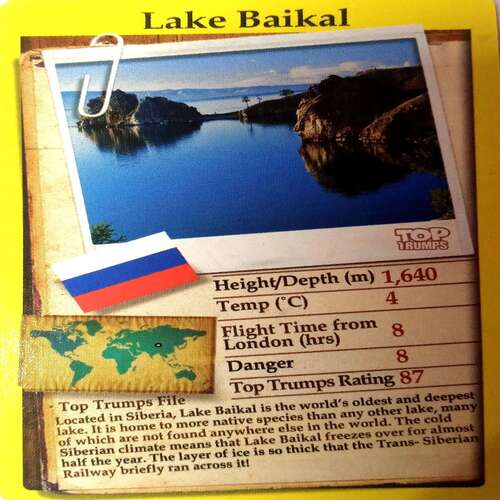 Lake Baikal
TOP
TRUMPS
Height/Depth (m) 1,640
Temp (°C) 4
Flight Time from
London (hrs) 8
Danger 8
Top Trumps Rating 87
Top Trumps File
Located in Siberia, Lake Baikal is the world's oldest and deepest
lake. It is home to more native species than any other lake, many
of which are not found anywhere else in the world. The cold
Siberian climate means that Lake Baikal freezes over for almost
half the year. The layer of ice is so thick that the Trans- Siberian
Railway briefly ran across it!